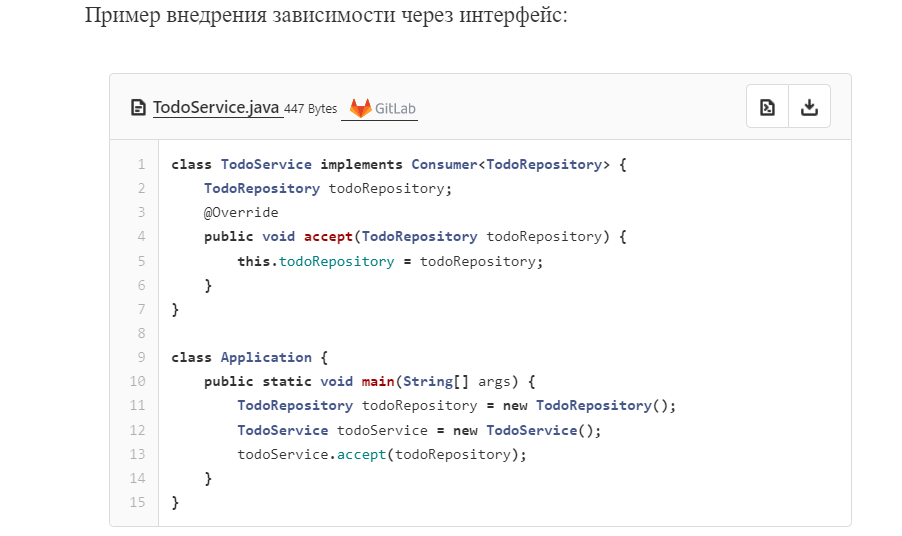 Пример внедрения зависимости через интерфейс:
TodoService.java 447 Bytes GitLab
1 class TodoService implements Consumer<TodoRepository> {
2     TodoRepository todoRepository;
3     @Override
4     public void accept(TodoRepository todoRepository) {
5         this.todoRepository = todoRepository;
6     }
7 }
8
9 class Application {
10     public static void main(String[] args) {
11         TodoRepository todoRepository = new TodoRepository();
12         TodoService todoService = new TodoService();
13         todoService.accept(todoRepository);
14     }
15 }